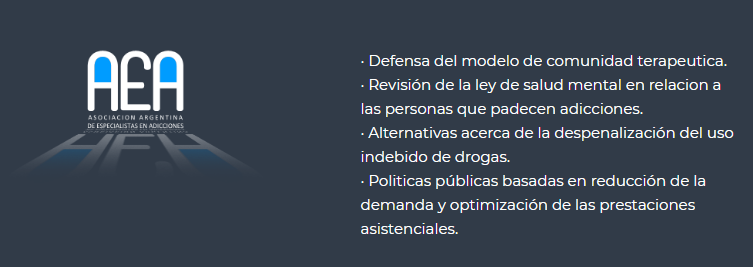 AEA
ASOCIACION ARGENTINA
DE ESPECIALISTAS EN ADICCIONES
· Defensa del modelo de comunidad terapeutica.
· Revisión de la ley de salud mental en relacion a
las personas que padecen adicciones.
· Alternativas acerca de la despenalización del uso
indebido de drogas.
· Politicas públicas basadas en reducción de la
demanda y optimización de las prestaciones
asistenciales.